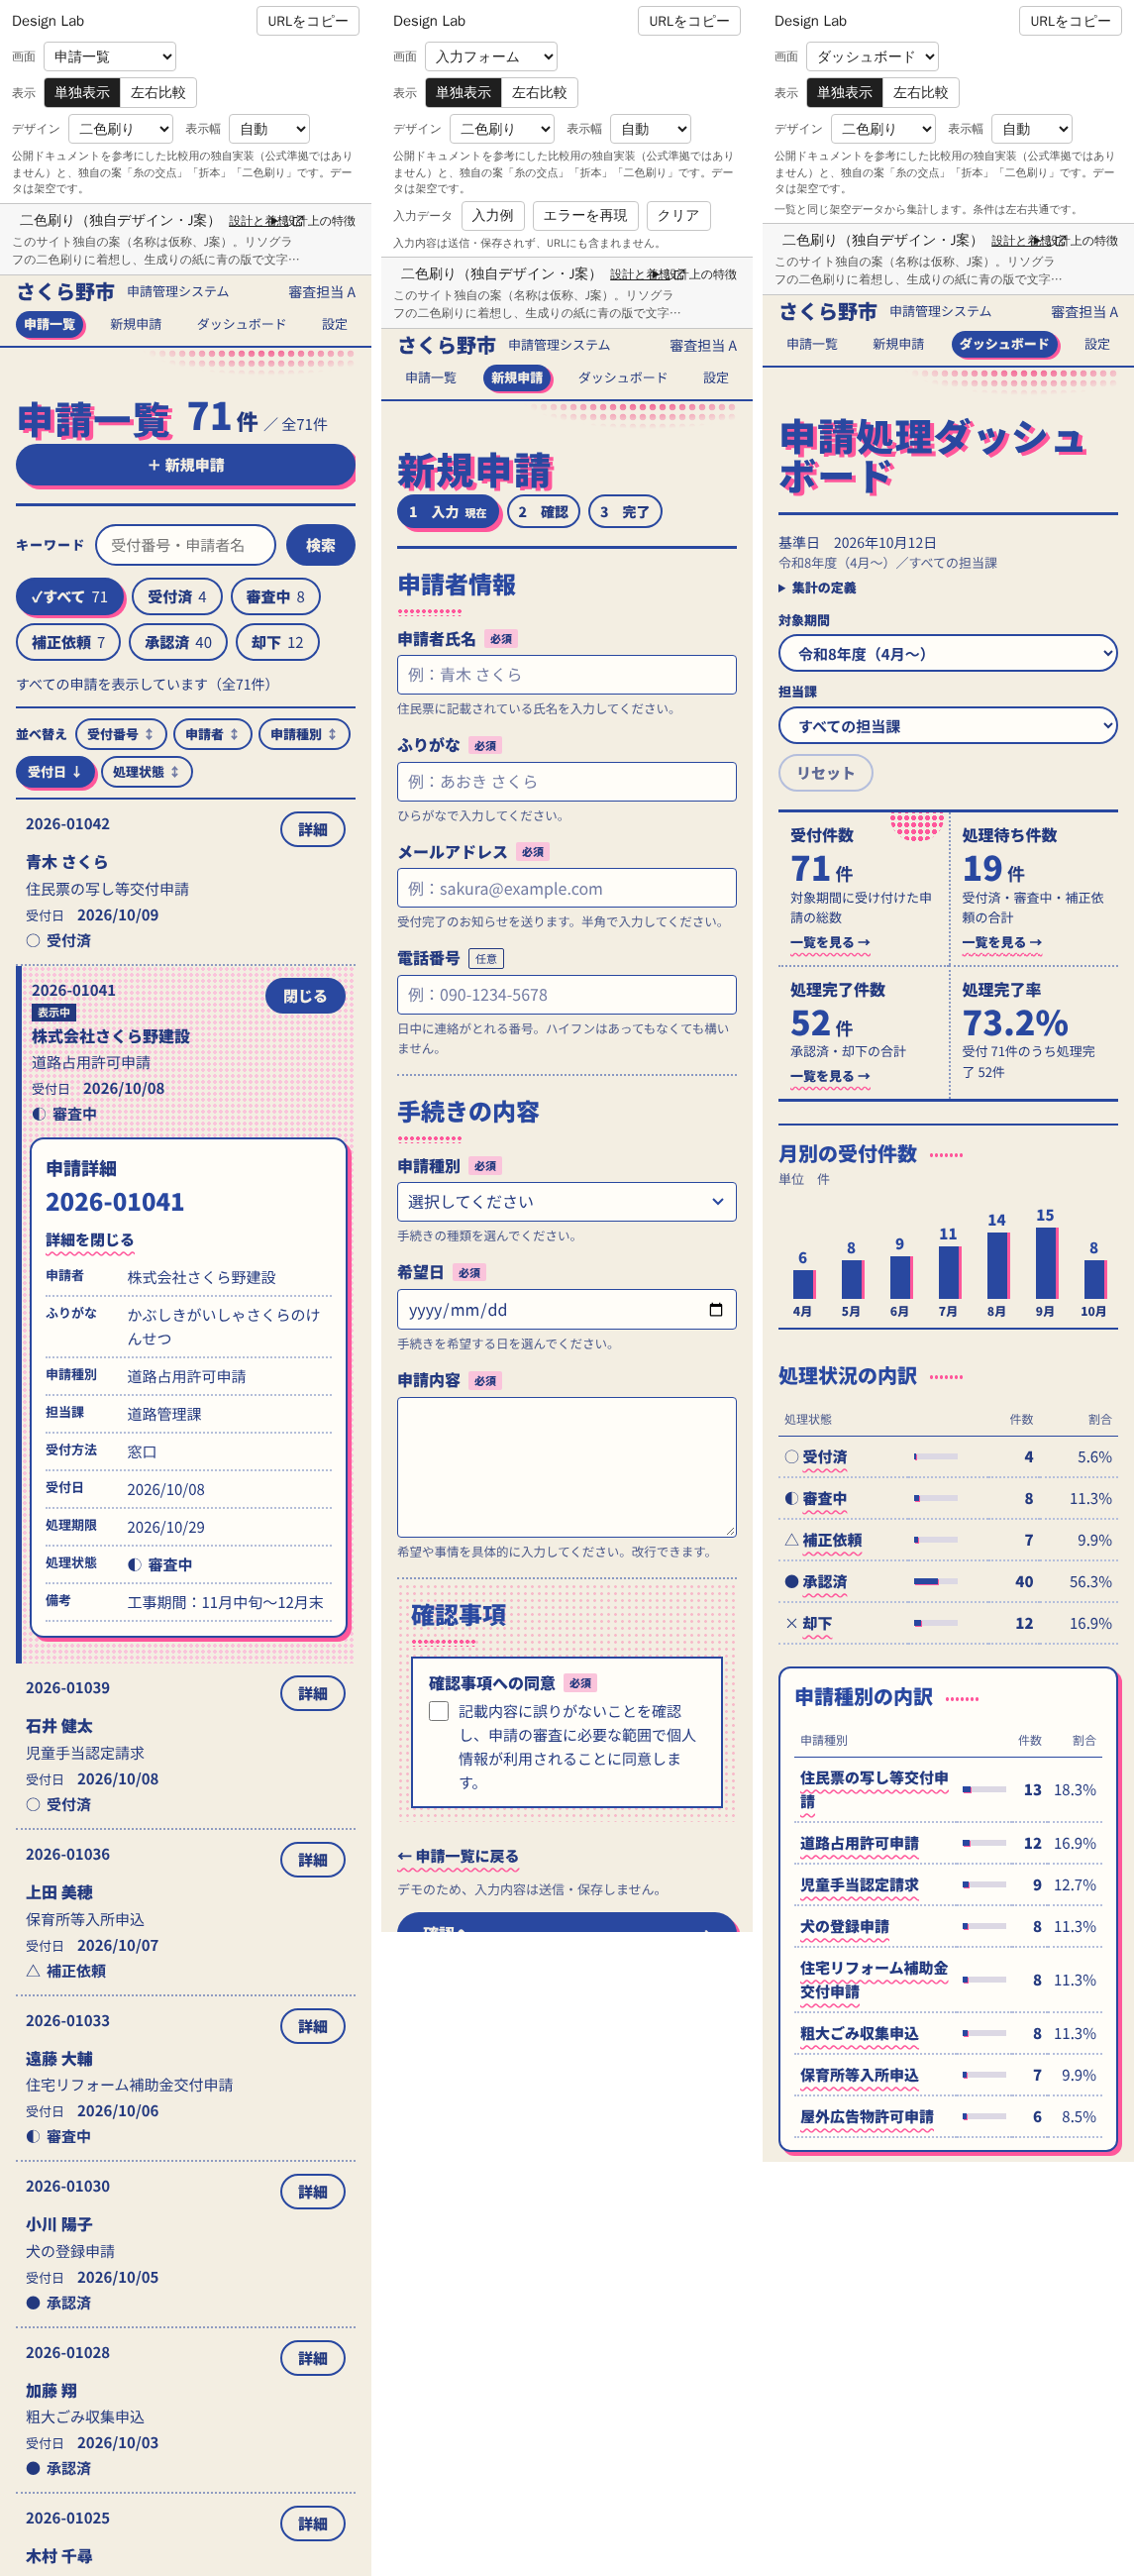 Design Lab
URLをコピー
画面
申請一覧
表示
単独表示
左右比較
デザイン
二色刷り
表示幅
自動
公開ドキュメントを参考にした比較用の独自実装（公式準拠ではあり
ません）と、独自の案「糸の交点」「折本」「二色刷り」です。デー
タは架空です。
二色刷り（独自デザイン・J案）
設計と着想
計上の特徴
このサイト独自の案（名称は仮称、J案）。リソグラ
フの二色刷りに着想し、生成りの紙に青の版で文字…
さくら野市
申請管理システム
審査担当 A
申請一覧
新規申請
ダッシュボード
設定
申請一覧 71件 ／ 全71件
＋ 新規申請
キーワード
受付番号・申請者名
検索
✓すべて 71
受付済 4
審査中 8
補正依頼 7
承認済 40
却下 12
すべての申請を表示しています（全71件）
並べ替え
受付番号 ↕
申請者 ↕
申請種別 ↕
受付日 ↓
処理状態 ↕
2026-01042
詳細
青木 さくら
住民票の写し等交付申請
受付日 2026/10/09
○ 受付済
2026-01041
閉じる
表示中
株式会社さくら野建設
道路占用許可申請
受付日 2026/10/08
◐ 審査中
申請詳細
2026-01041
詳細を閉じる
申請者 株式会社さくら野建設
ふりがな かぶしきがいしゃさくらのけ
んせつ
申請種別 道路占用許可申請
担当課 道路管理課
受付方法 窓口
受付日 2026/10/08
処理期限 2026/10/29
処理状態 ◐ 審査中
備考 工事期間：11月中旬〜12月末
2026-01039
詳細
石井 健太
児童手当認定請求
受付日 2026/10/08
○ 受付済
2026-01036
詳細
上田 美穂
保育所等入所申込
受付日 2026/10/07
△ 補正依頼
2026-01033
詳細
遠藤 大輔
住宅リフォーム補助金交付申請
受付日 2026/10/06
◐ 審査中
2026-01030
詳細
小川 陽子
犬の登録申請
受付日 2026/10/05
● 承認済
2026-01028
詳細
加藤 翔
粗大ごみ収集申込
受付日 2026/10/03
● 承認済
2026-01025
詳細
木村 千尋
Design Lab
URLをコピー
画面
入力フォーム
表示
単独表示
左右比較
デザイン
二色刷り
表示幅
自動
公開ドキュメントを参考にした比較用の独自実装（公式準拠ではあり
ません）と、独自の案「糸の交点」「折本」「二色刷り」です。デー
タは架空です。
入力データ
入力例
エラーを再現
クリア
入力内容は送信・保存されず、URLにも含まれません。
二色刷り（独自デザイン・J案）
設計と着想
計上の特徴
このサイト独自の案（名称は仮称、J案）。リソグラ
フの二色刷りに着想し、生成りの紙に青の版で文字…
さくら野市
申請管理システム
審査担当 A
申請一覧
新規申請
ダッシュボード
設定
新規申請
1 入力 現在
2 確認
3 完了
申請者情報
申請者氏名 必須
例：青木 さくら
住民票に記載されている氏名を入力してください。
ふりがな 必須
例：あおき さくら
ひらがなで入力してください。
メールアドレス 必須
例：sakura@example.com
受付完了のお知らせを送ります。半角で入力してください。
電話番号 任意
例：090-1234-5678
日中に連絡がとれる番号。ハイフンはあってもなくても構い
ません。
手続きの内容
申請種別 必須
選択してください
手続きの種類を選んでください。
希望日 必須
yyyy/mm/dd
手続きを希望する日を選んでください。
申請内容 必須
希望や事情を具体的に入力してください。改行できます。
確認事項
確認事項への同意 必須
記載内容に誤りがないことを確認
し、申請の審査に必要な範囲で個人
情報が利用されることに同意しま
す。
← 申請一覧に戻る
デモのため、入力内容は送信・保存しません。
Design Lab
URLをコピー
画面
ダッシュボード
表示
単独表示
左右比較
デザイン
二色刷り
表示幅
自動
公開ドキュメントを参考にした比較用の独自実装（公式準拠ではあり
ません）と、独自の案「糸の交点」「折本」「二色刷り」です。デー
タは架空です。
一覧と同じ架空データから集計します。条件は左右共通です。
二色刷り（独自デザイン・J案）
設計と着想
計上の特徴
このサイト独自の案（名称は仮称、J案）。リソグラ
フの二色刷りに着想し、生成りの紙に青の版で文字…
さくら野市
申請管理システム
審査担当 A
申請一覧
新規申請
ダッシュボード
設定
申請処理ダッシュ
ボード
基準日 2026年10月12日
令和8年度（4月〜）／すべての担当課
▶ 集計の定義
対象期間
令和8年度（4月〜）
担当課
すべての担当課
リセット
受付件数
71 件
対象期間に受け付けた申
請の総数
一覧を見る →
処理待ち件数
19 件
受付済・審査中・補正依
頼の合計
一覧を見る →
処理完了件数
52 件
承認済・却下の合計
一覧を見る →
処理完了率
73.2%
受付 71件のうち処理完
了 52件
月別の受付件数
単位 件
6 8 9 11 14 15 8
4月 5月 6月 7月 8月 9月 10月
処理状況の内訳
処理状態 件数 割合
○ 受付済 4 5.6%
◐ 審査中 8 11.3%
△ 補正依頼 7 9.9%
● 承認済 40 56.3%
× 却下 12 16.9%
申請種別の内訳
申請種別 件数 割合
住民票の写し等交付申
請 13 18.3%
道路占用許可申請 12 16.9%
児童手当認定請求 9 12.7%
犬の登録申請 8 11.3%
住宅リフォーム補助金
交付申請 8 11.3%
粗大ごみ収集申込 8 11.3%
保育所等入所申込 7 9.9%
屋外広告物許可申請 6 8.5%